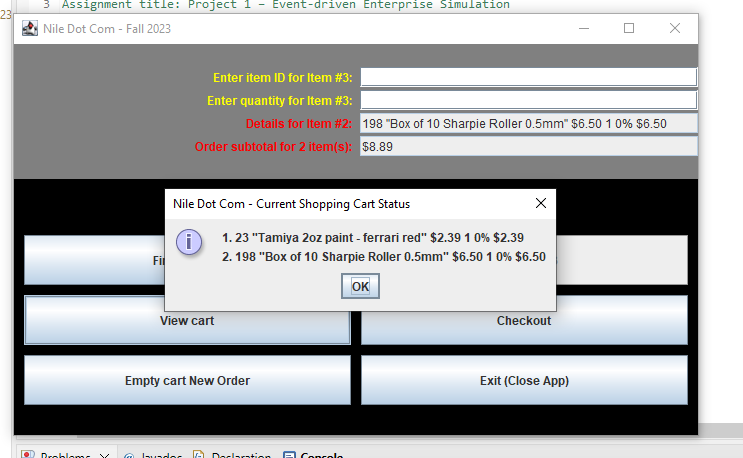 23
3 Assignment title: Project 1 – Event-driven Enterprise Simulation
Nile Dot Com - Fall 2023
Enter item ID for Item #3:
Enter quantity for Item #3:
Details for Item #2: 198 "Box of 10 Sharpie Roller 0.5mm" $6.50 1 0% $6.50
Order subtotal for 2 item(s): $8.89
Nile Dot Com - Current Shopping Cart Status
1. 23 "Tamiya 2oz paint - ferrari red" $2.39 1 0% $2.39
2. 198 "Box of 10 Sharpie Roller 0.5mm" $6.50 1 0% $6.50
OK
View cart Checkout
Empty cart New Order Exit (Close App)
Problems Javadoc Declaration Console